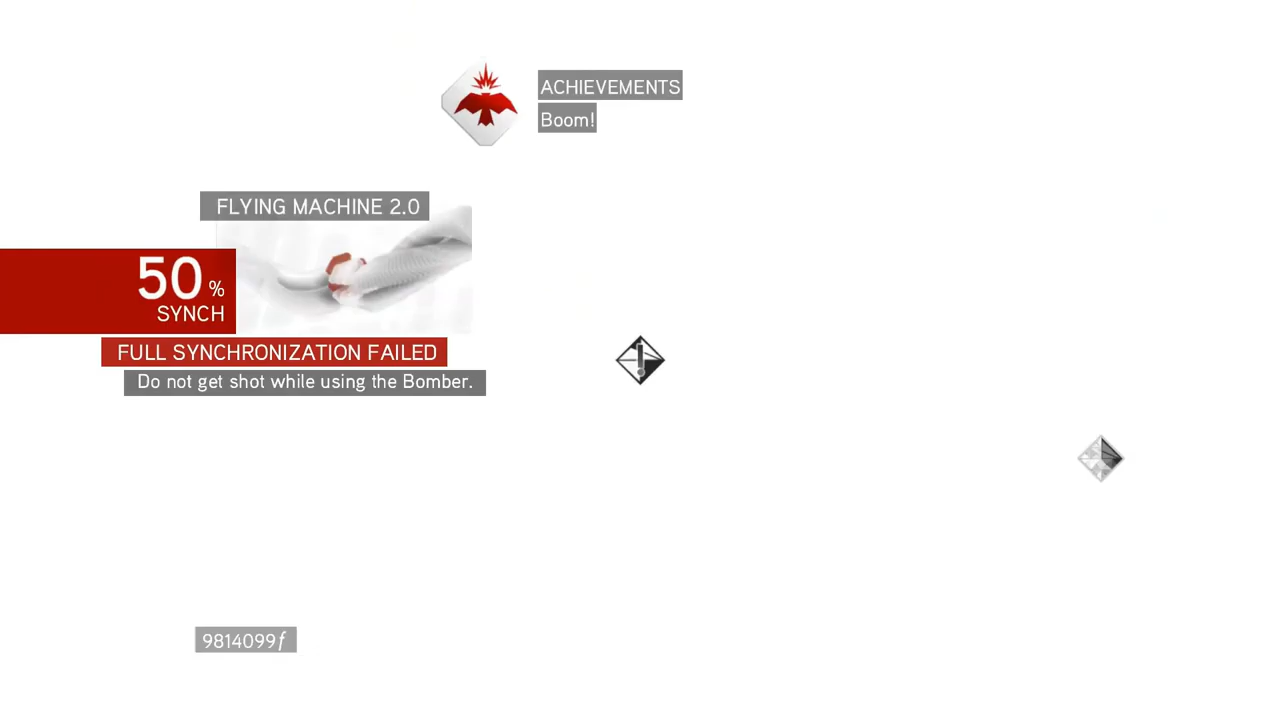 ACHIEVEMENTS
Boom!
FLYING MACHINE 2.0
50 %
SYNCH
FULL SYNCHRONIZATION FAILED
Do not get shot while using the Bomber.
9814099ƒ